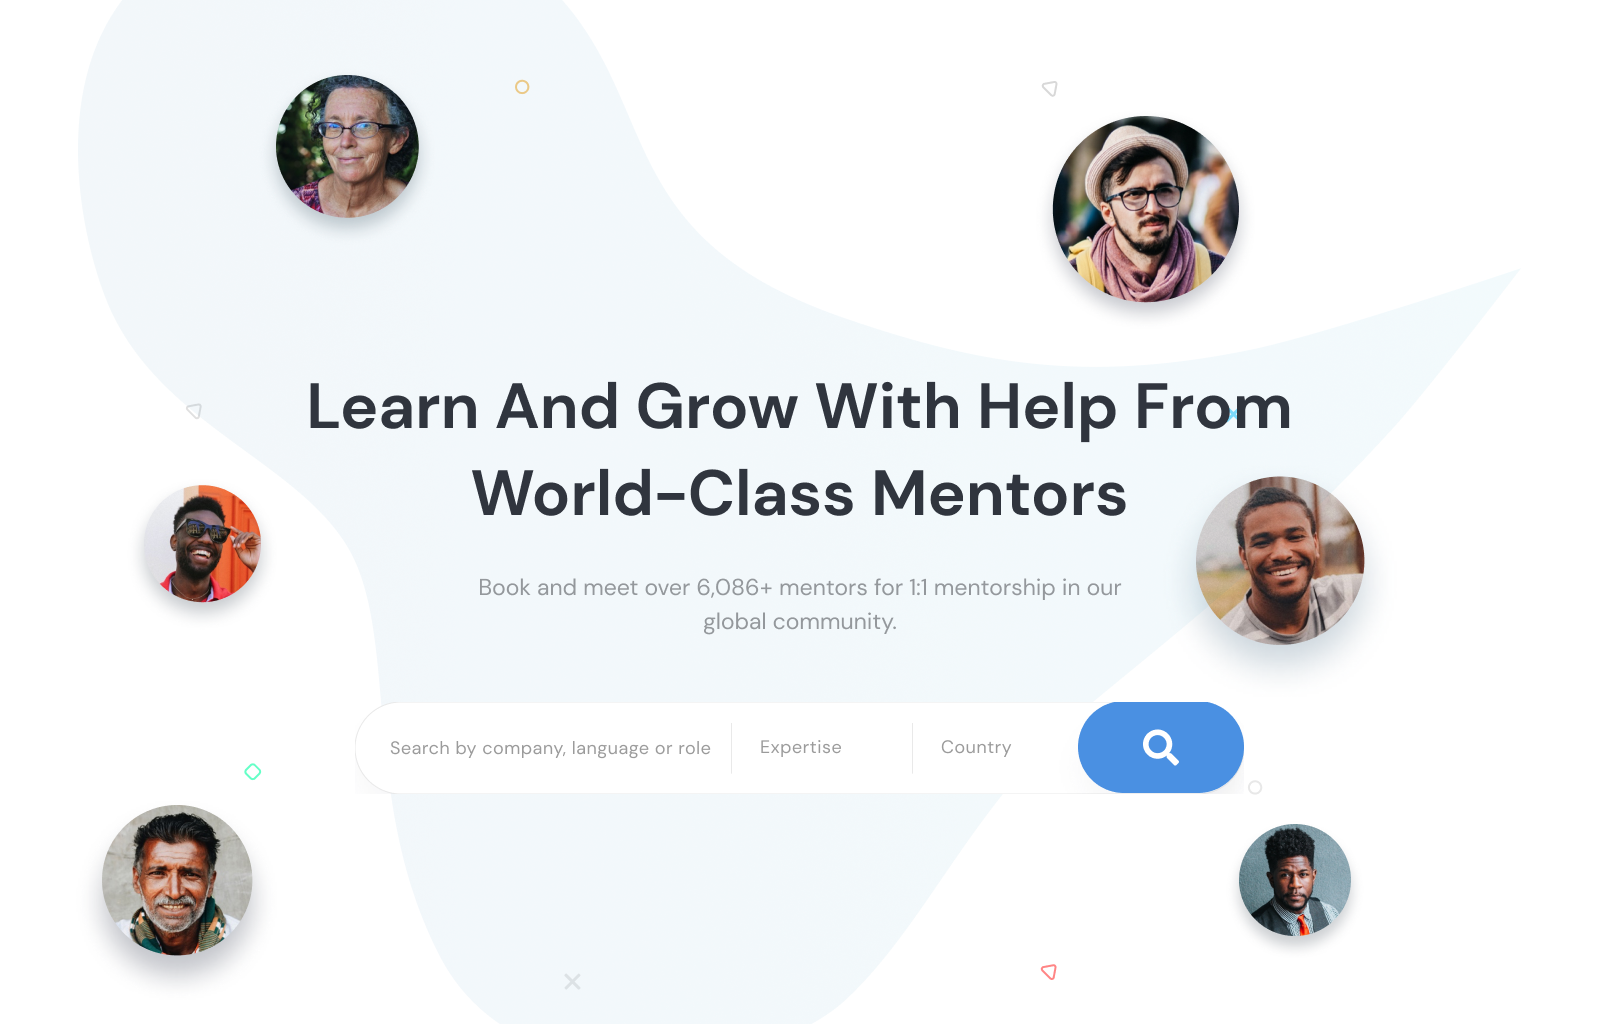 Learn And Grow With Help From
World-Class Mentors
Book and meet over 6,086+ mentors for 1:1 mentorship in our
global community.
Search by company, language or role
Expertise
Country